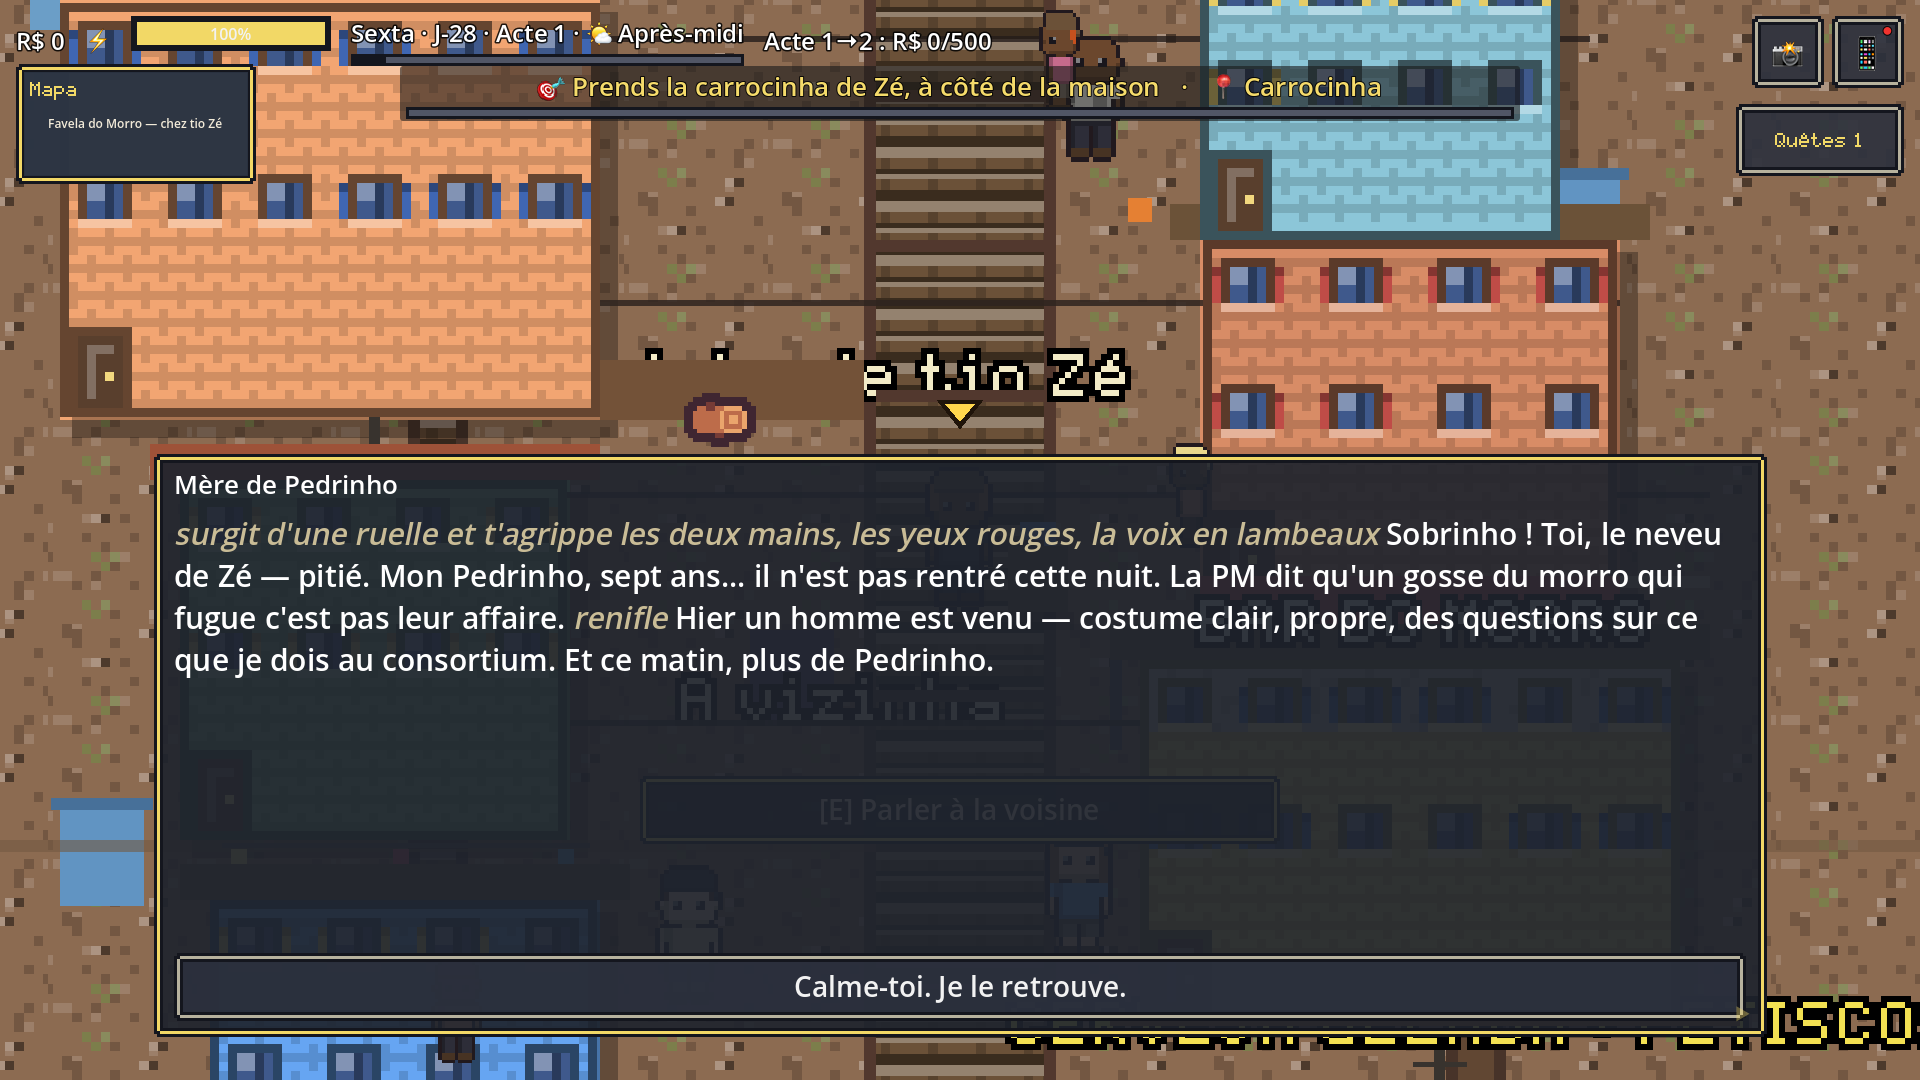 R$ 0
100%
Sexta · J-28 · Acte 1 · Après-midi
Acte 1→2 : R$ 0/500
Mapa
Favela do Morro — chez tio Zé
Prends la carrocinha de Zé, à côté de la maison · Carrocinha
Quêtes 1
tio Zé
Mère de Pedrinho
surgit d'une ruelle et t'agrippe les deux mains, les yeux rouges, la voix en lambeaux Sobrinho ! Toi, le neveu
de Zé — pitié. Mon Pedrinho, sept ans... il n'est pas rentré cette nuit. La PM dit qu'un gosse du morro qui
fugue c'est pas leur affaire. renifle Hier un homme est venu — costume clair, propre, des questions sur ce
que je dois au consortium. Et ce matin, plus de Pedrinho.
BAR DO MORRO
A vizinha
[E] Parler à la voisine
Calme-toi. Je le retrouve.